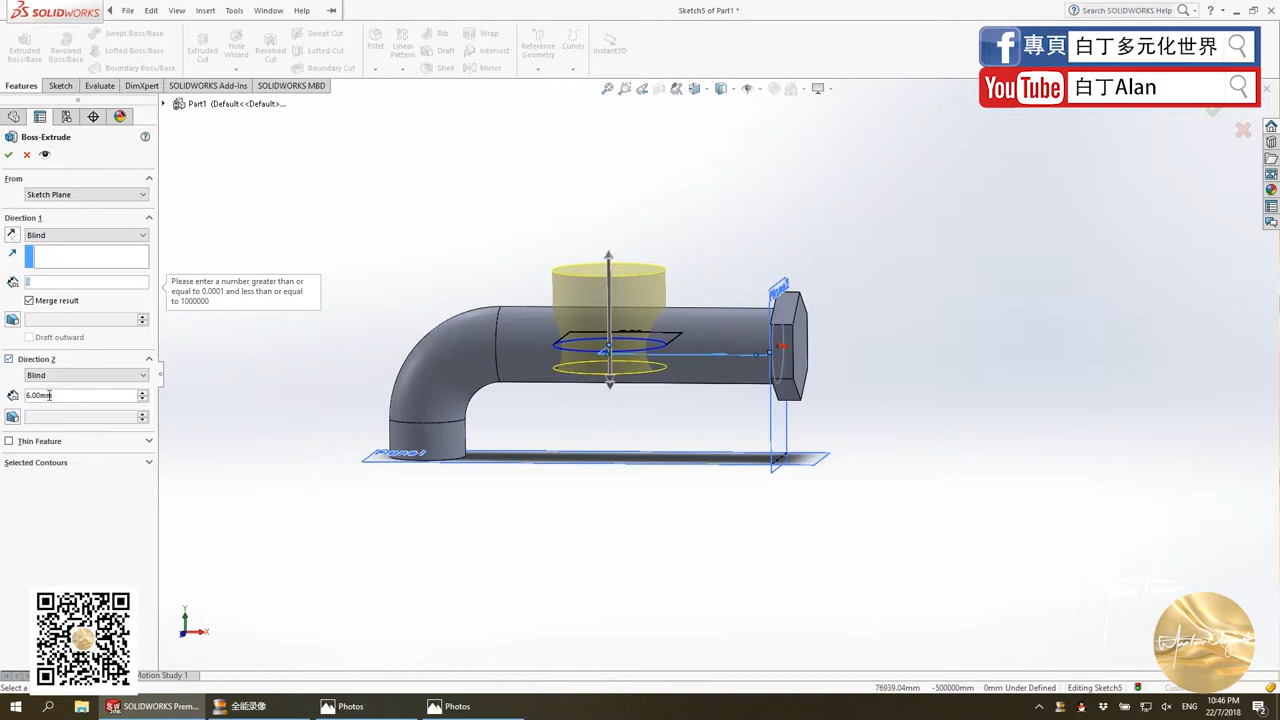 SOLIDWORKS
File
Edit
View
Insert
Tools
Window
Help
Sketch5 of Part1 *
Search SOLIDWORKS Help
Extruded Boss/Base
Revolved Boss/Base
Swept Boss/Base
Lofted Boss/Base
Boundary Boss/Base
Extruded Cut
Hole Wizard
Revolved Cut
Swept Cut
Lofted Cut
Boundary Cut
Fillet
Linear Pattern
Rib
Draft
Shell
Wrap
Intersect
Mirror
Reference Geometry
Curves
Instant3D
f 專頁 白丁多元化世界
YouTube 白丁Alan
Features
Sketch
Evaluate
DimXpert
SOLIDWORKS Add-Ins
SOLIDWORKS MBD
Part1 (Default<<Default>...
Boss-Extrude
From
Sketch Plane
Direction 1
Blind
Please enter a number greater than or
equal to 0.0001 and less than or equal
to 1000000
Merge result
Draft outward
Direction 2
Blind
6.00mm
Thin Feature
Selected Contours
Plane1
Plane2
Y
X
Motion Study 1
Select a
76939.04mm
-500000mm
0mm Under Defined
Editing Sketch5
SOLIDWORKS Prem...
全能录像
Photos
Photos
ENG
10:46 PM
22/7/2018